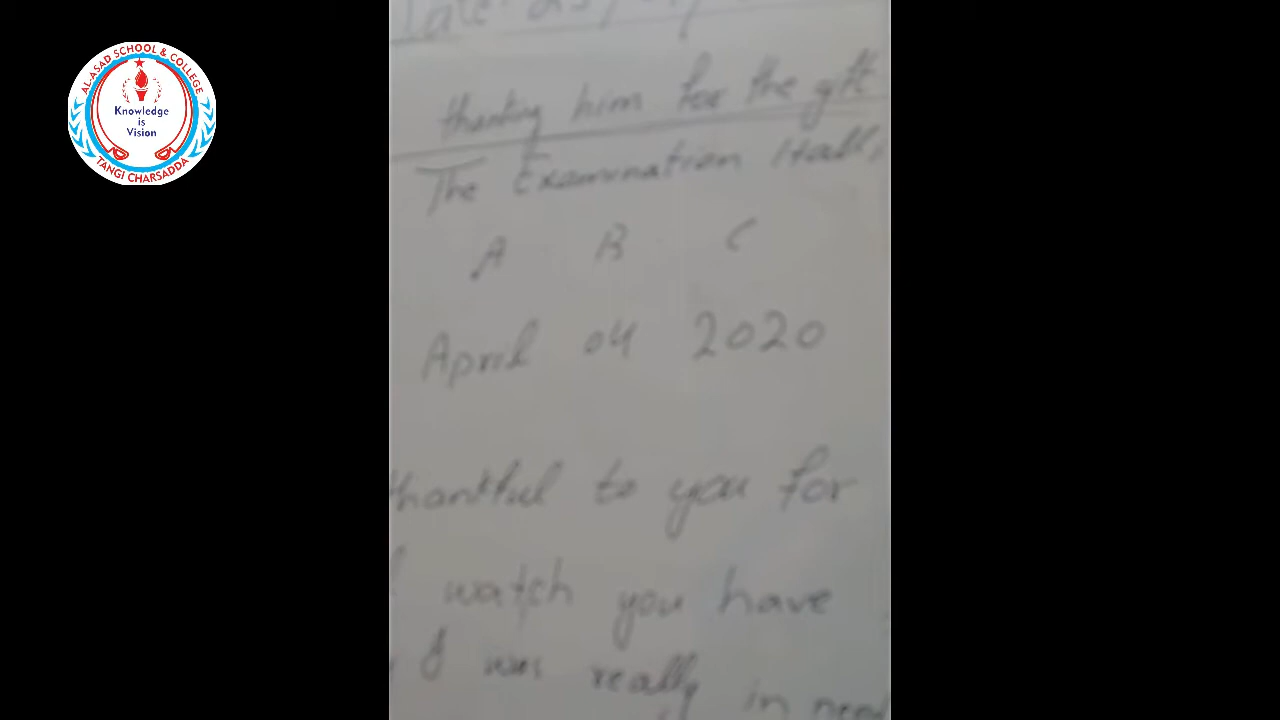 AL-ASAD SCHOOL & COLLEGE
Knowledge
is
Vision
TANGI CHARSADDA
thanking him for the gift
The Examination Hall,
A B C
April 04 2020
thankful to you for
watch you have
I was really in need